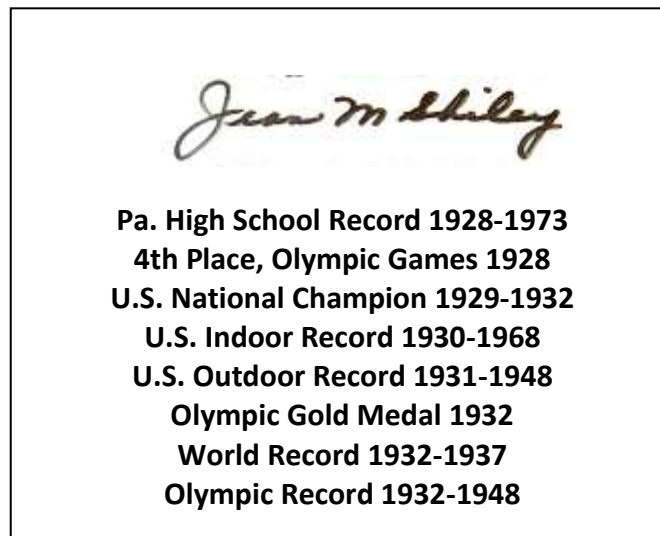 Jean M Shiley
Pa. High School Record 1928-1973
4th Place, Olympic Games 1928
U.S. National Champion 1929-1932
U.S. Indoor Record 1930-1968
U.S. Outdoor Record 1931-1948
Olympic Gold Medal 1932
World Record 1932-1937
Olympic Record 1932-1948